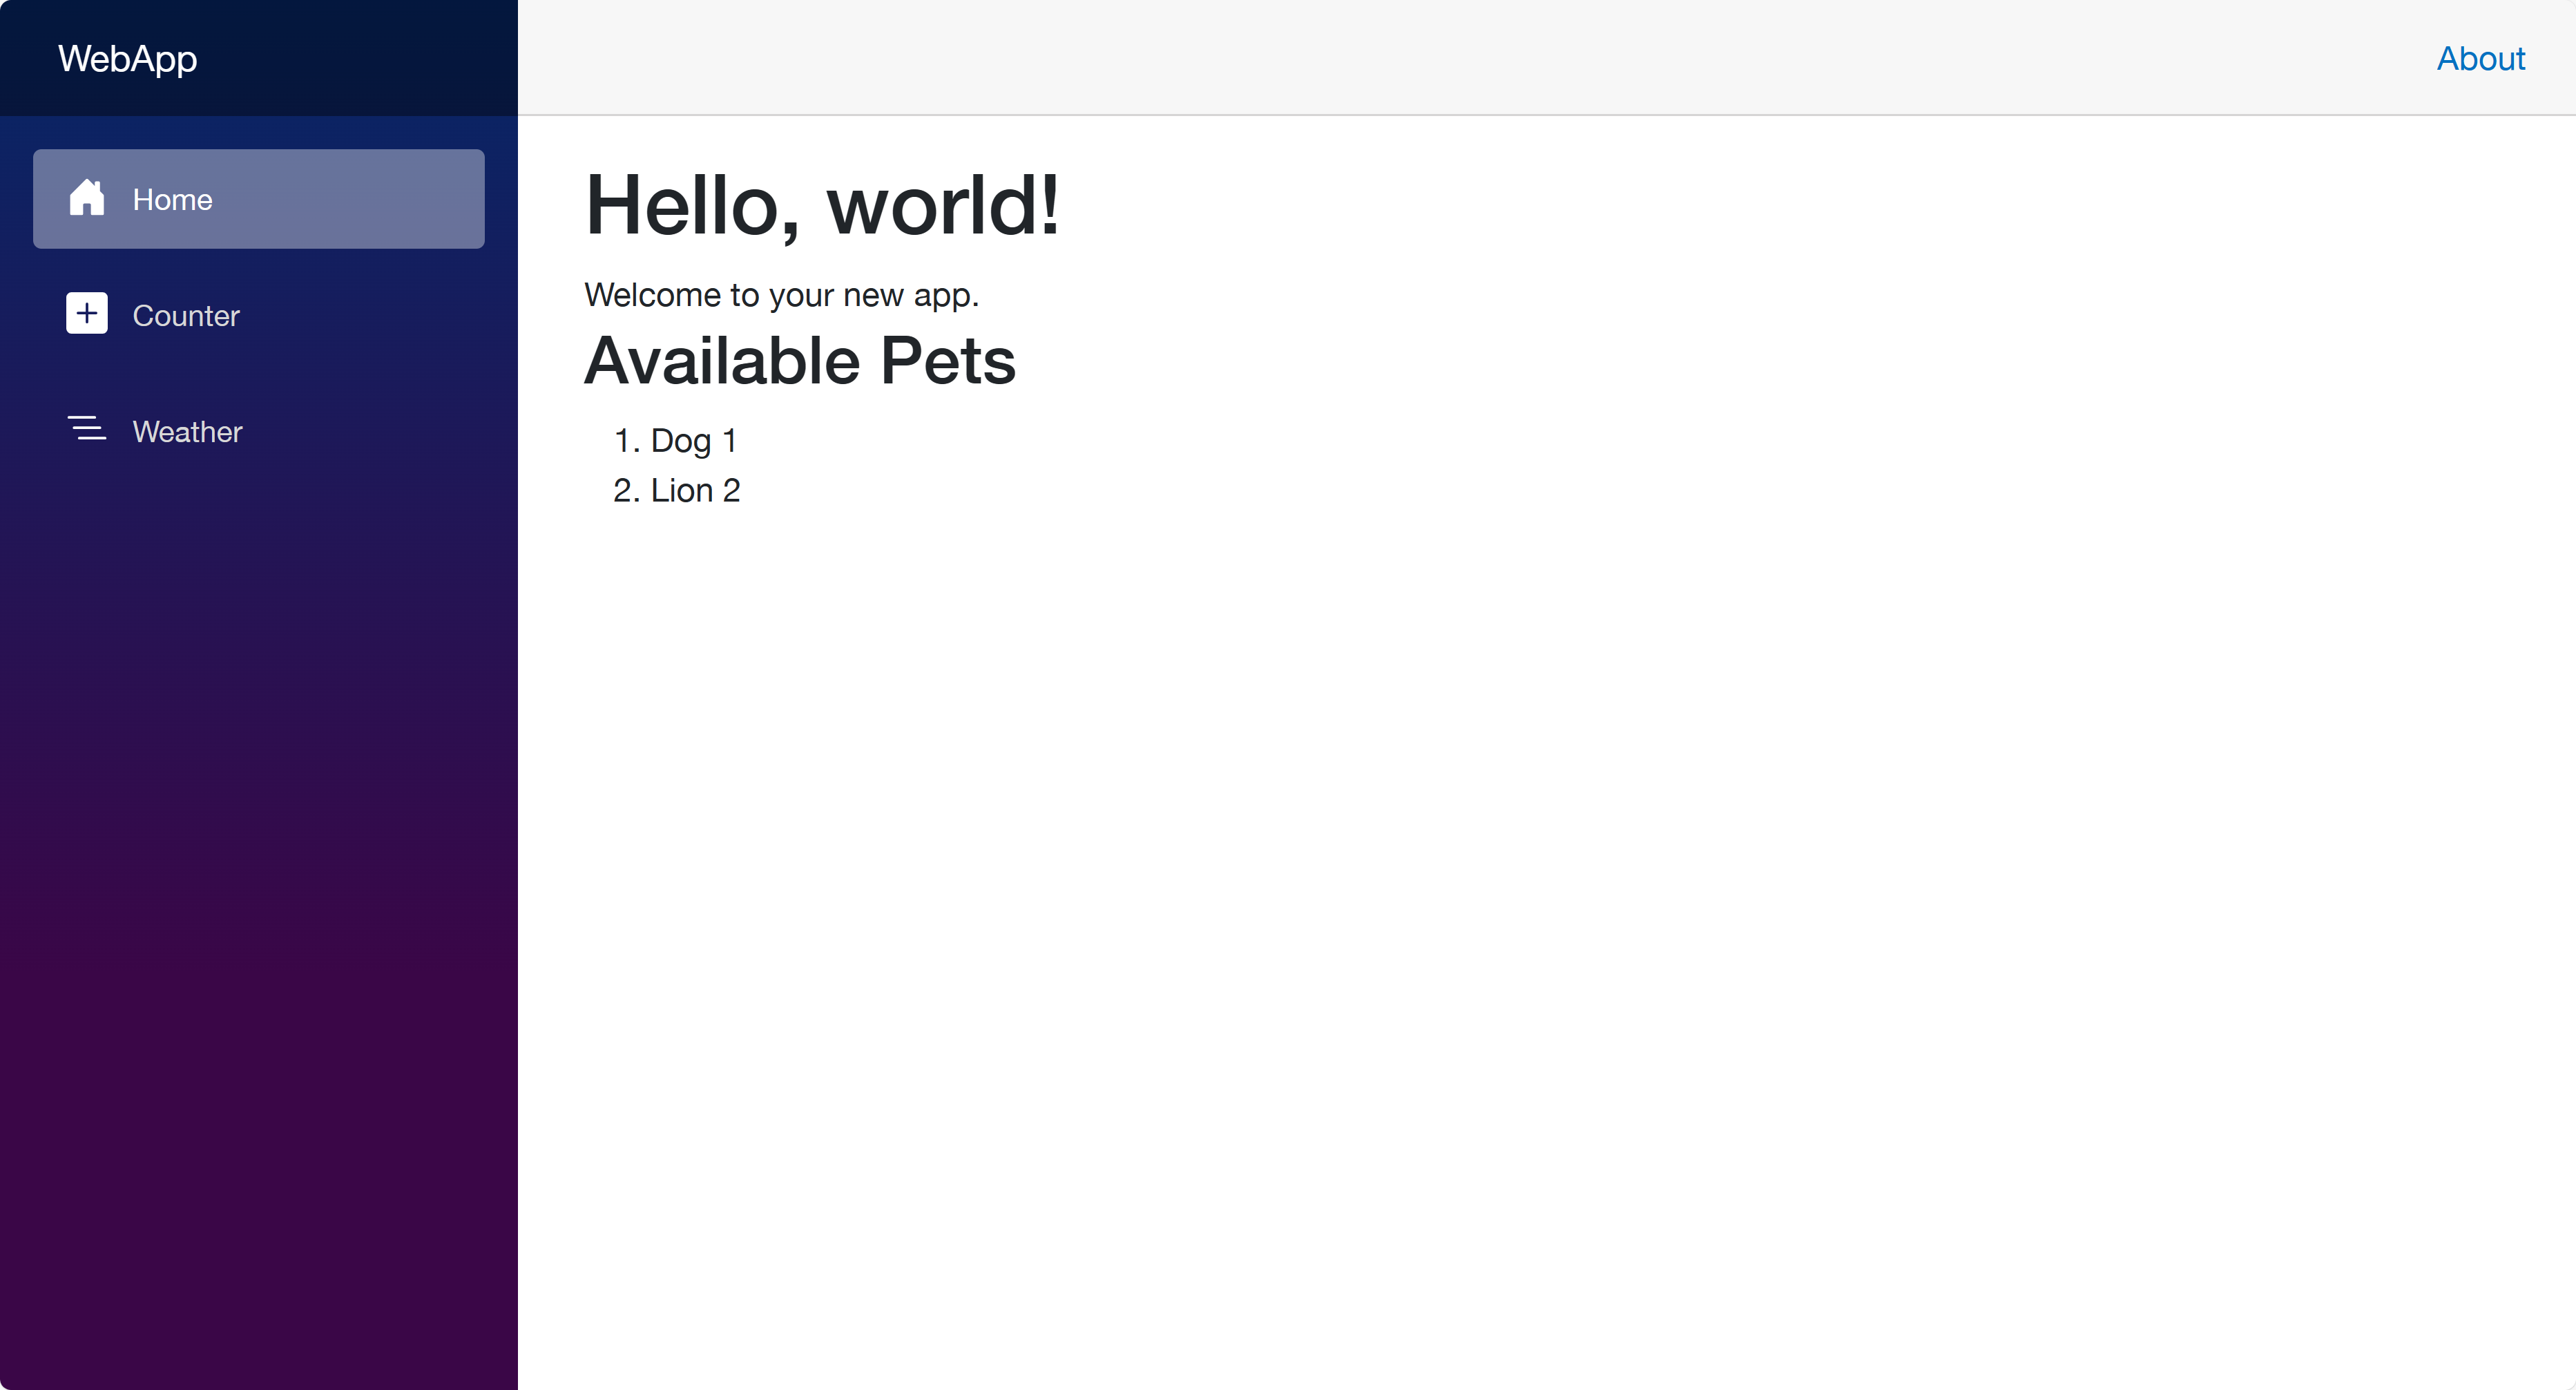 WebApp
About
Home
Counter
Weather
Hello, world!
Welcome to your new app.
Available Pets
1. Dog 1
2. Lion 2